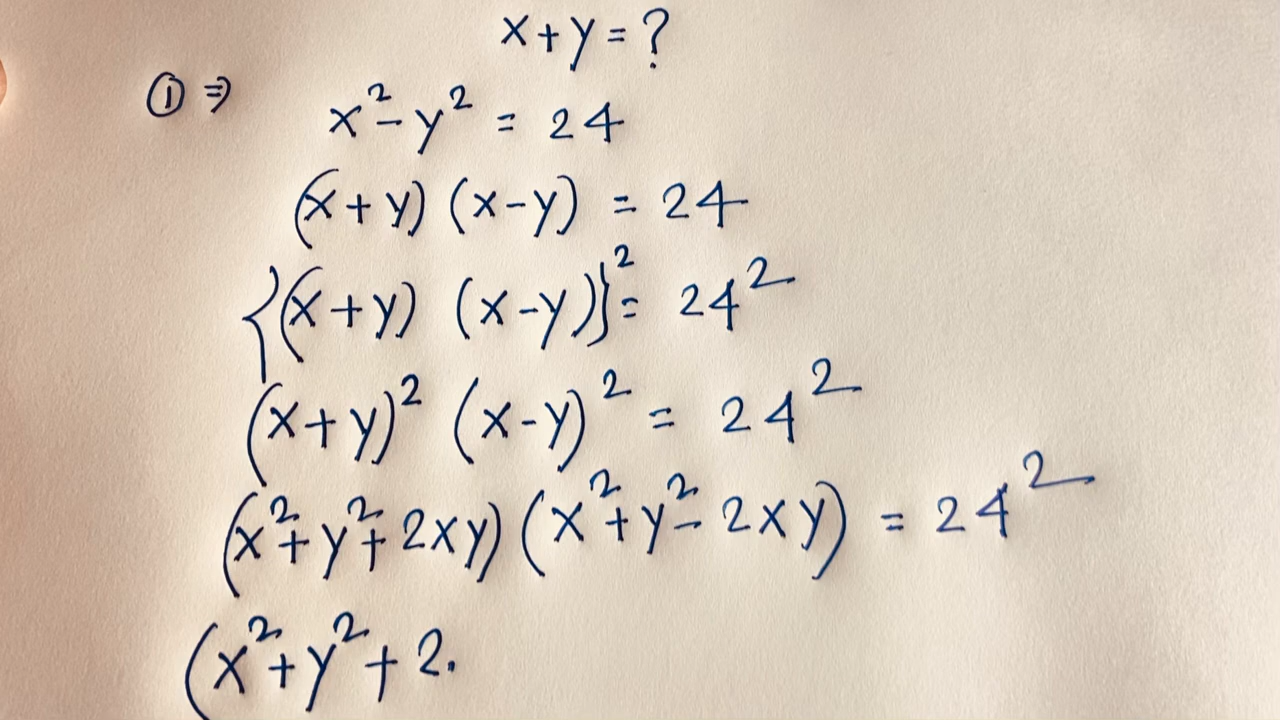 x+y=?
① ⇒ x²-y² = 24
(x+y) (x-y) = 24
{(x+y) (x-y)}² = 24²
(x+y)² (x-y)² = 24²
(x²+y²+2xy) (x²+y²-2xy) = 24²
(x²+y²+2.